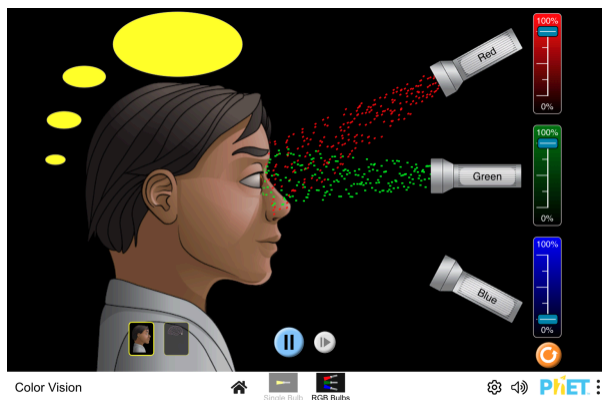 100%
Red
0%
100%
Green
0%
100%
Blue
0%
Color Vision
Single Bulb
RGB Bulbs
PhET